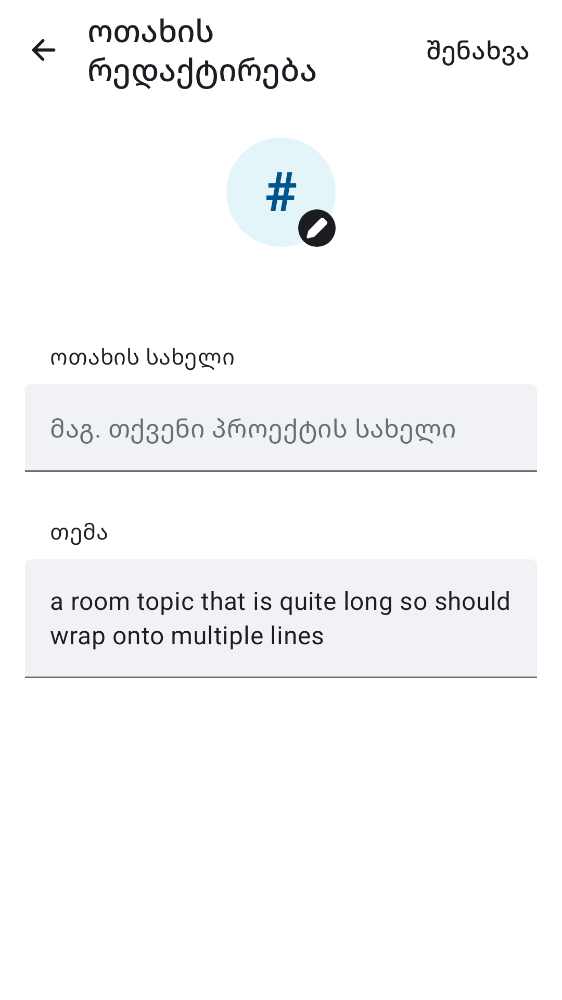 ოთახის
რედაქტირება
შენახვა
#
ოთახის სახელი
მაგ. თქვენი პროექტის სახელი
თემა
a room topic that is quite long so should
wrap onto multiple lines